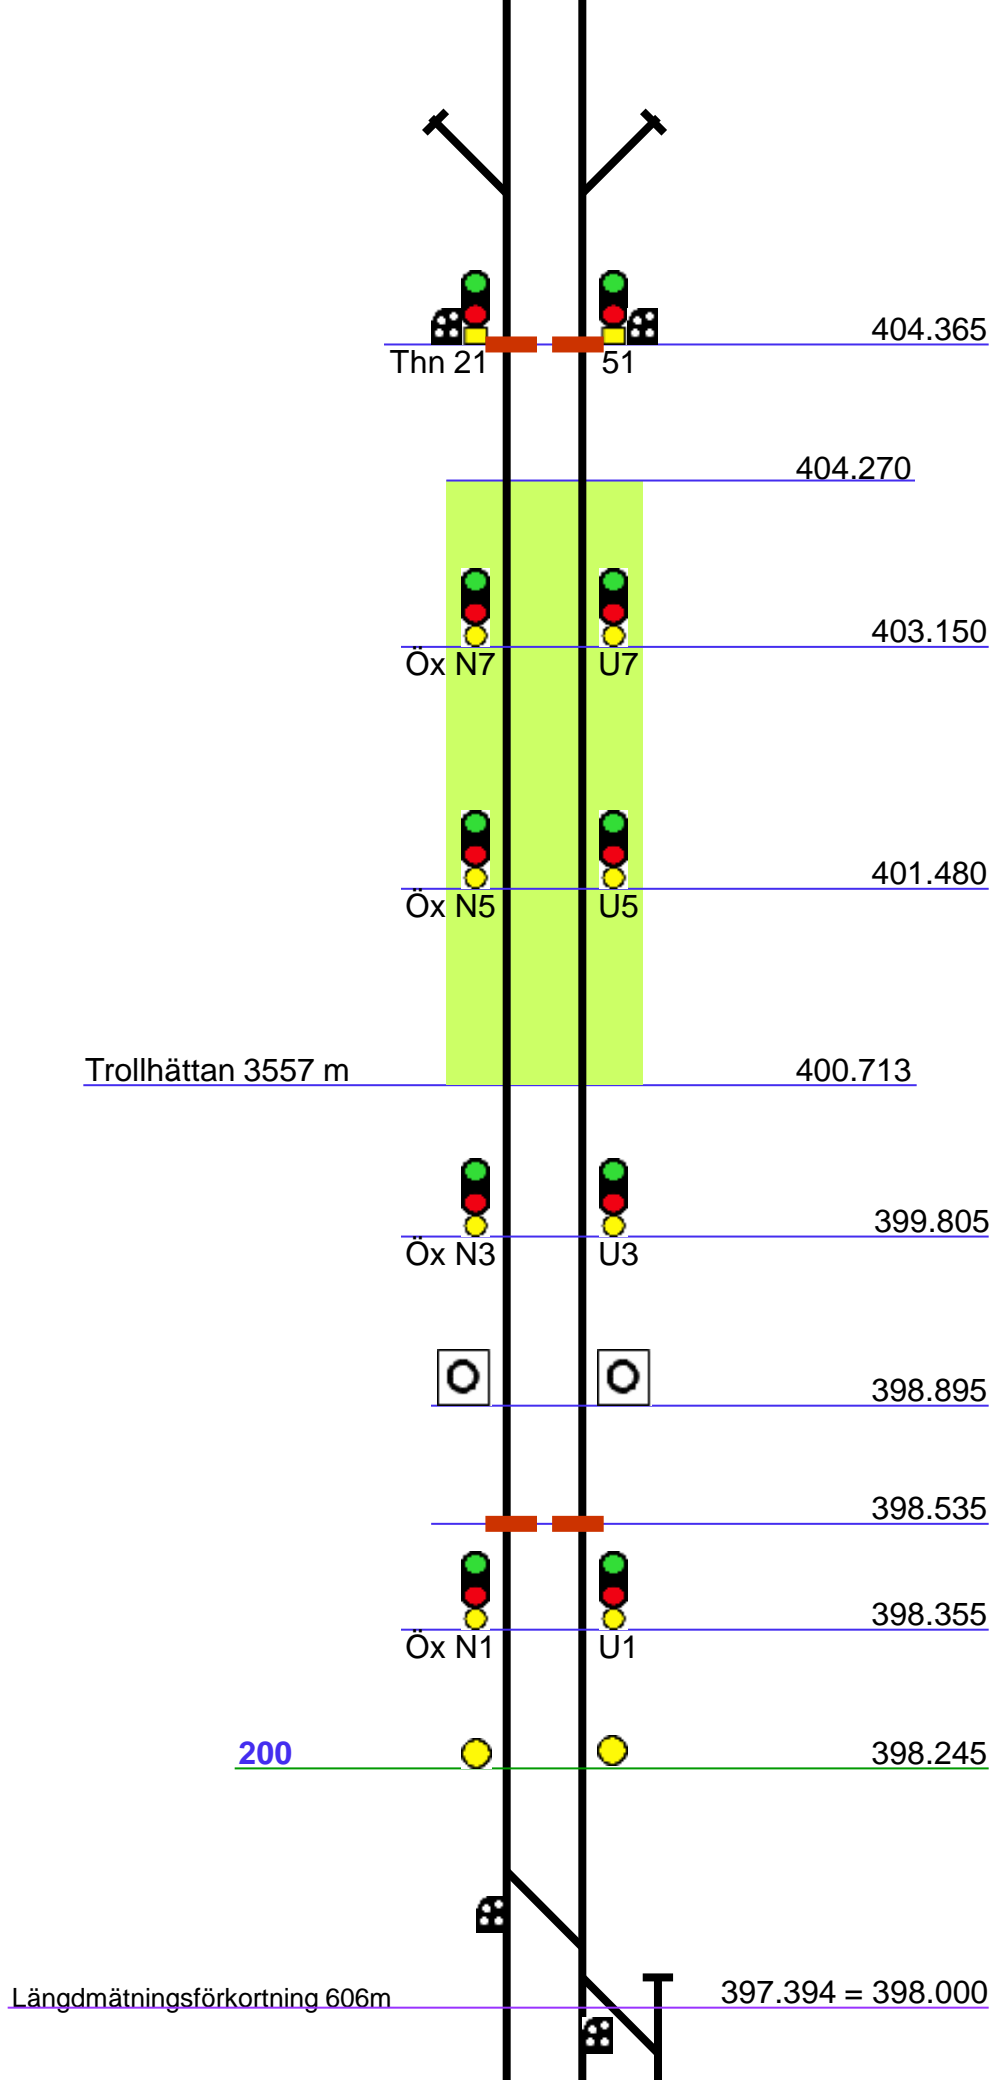 404.365
Thn 21 51
404.270
403.150
Öx N7 U7
401.480
Öx N5 U5
Trollhättan 3557 m 400.713
399.805
Öx N3 U3
398.895
398.535
398.355
Öx N1 U1
200 398.245
Längdmätningsförkortning 606m 397.394 = 398.000